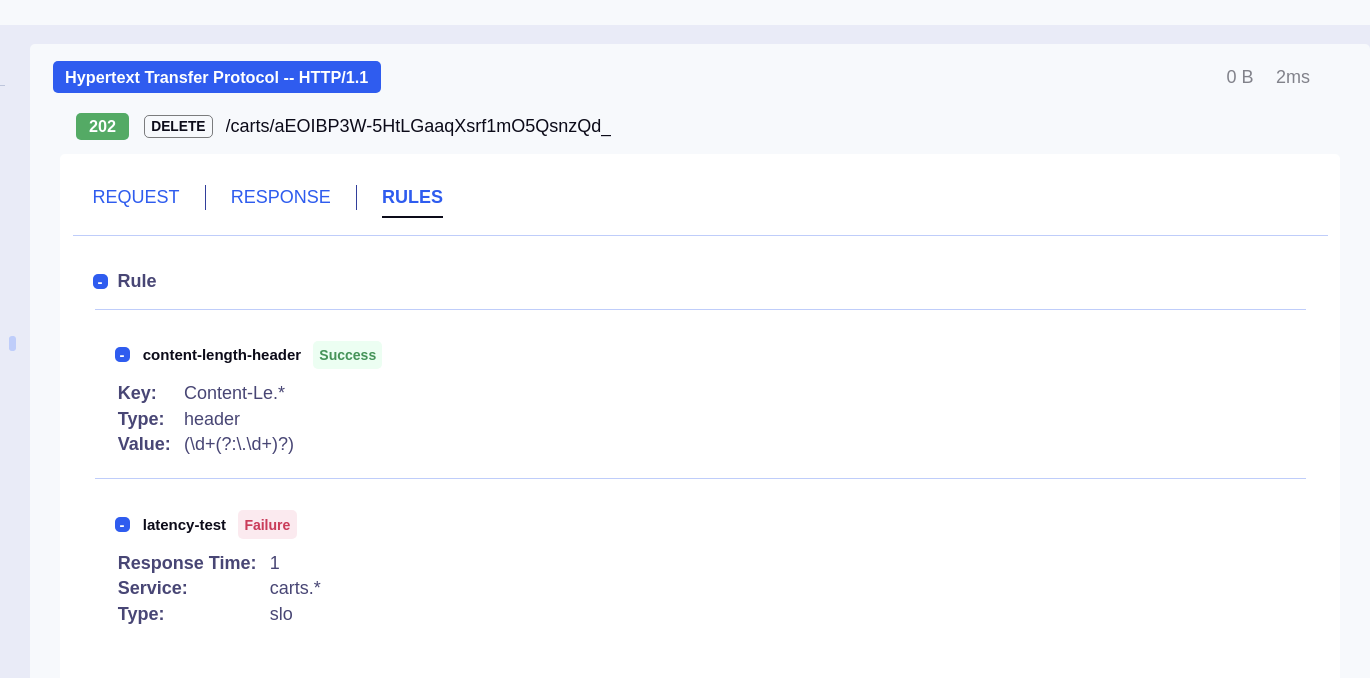 Hypertext Transfer Protocol -- HTTP/1.1 0 B 2ms
202 DELETE /carts/aEOIBP3W-5HtLGaaqXsrf1mO5QsnzQd_
REQUEST RESPONSE RULES
- Rule
- content-length-header Success
Key: Content-Le.*
Type: header
Value: (\d+(?:\.\d+)?)
- latency-test Failure
Response Time: 1
Service: carts.*
Type: slo